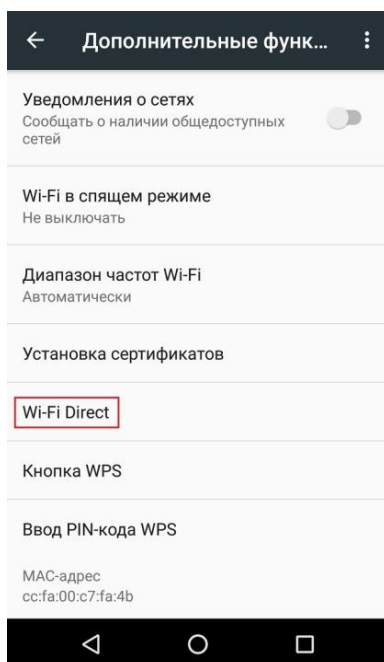 Дополнительные функ...
Уведомления о сетях
Сообщать о наличии общедоступных
сетей
Wi-Fi в спящем режиме
Не выключать
Диапазон частот Wi-Fi
Автоматически
Установка сертификатов
Wi-Fi Direct
Кнопка WPS
Ввод PIN-кода WPS
MAC-адрес
cc:fa:00:c7:fa:4b